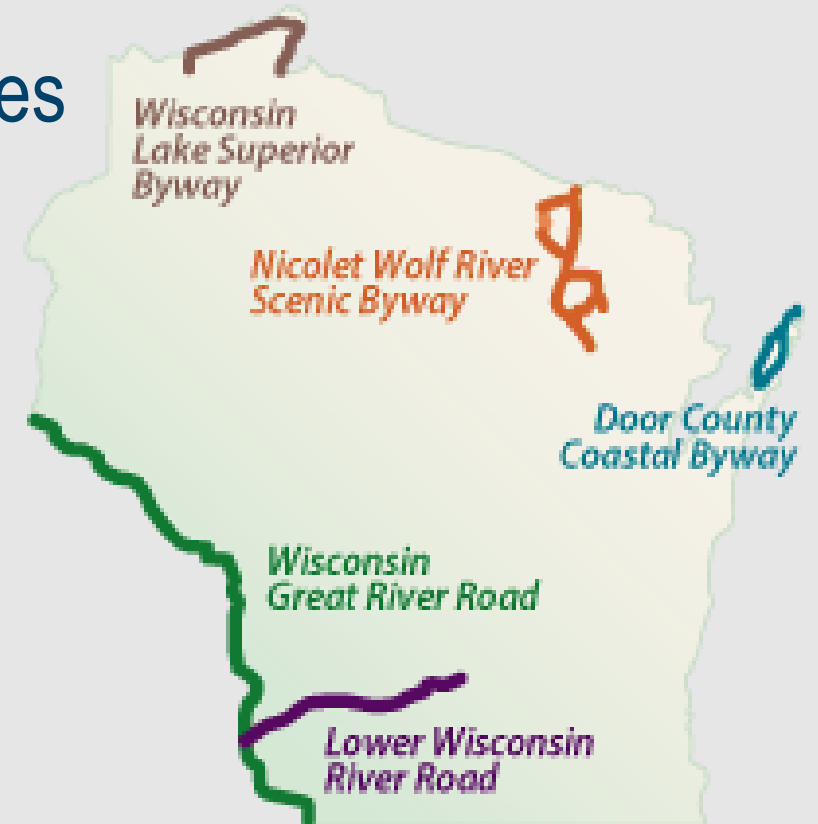 es
Wisconsin
Lake Superior
Byway
Nicolet Wolf River
Scenic Byway
Door County
Coastal Byway
Wisconsin
Great River Road
Lower Wisconsin
River Road